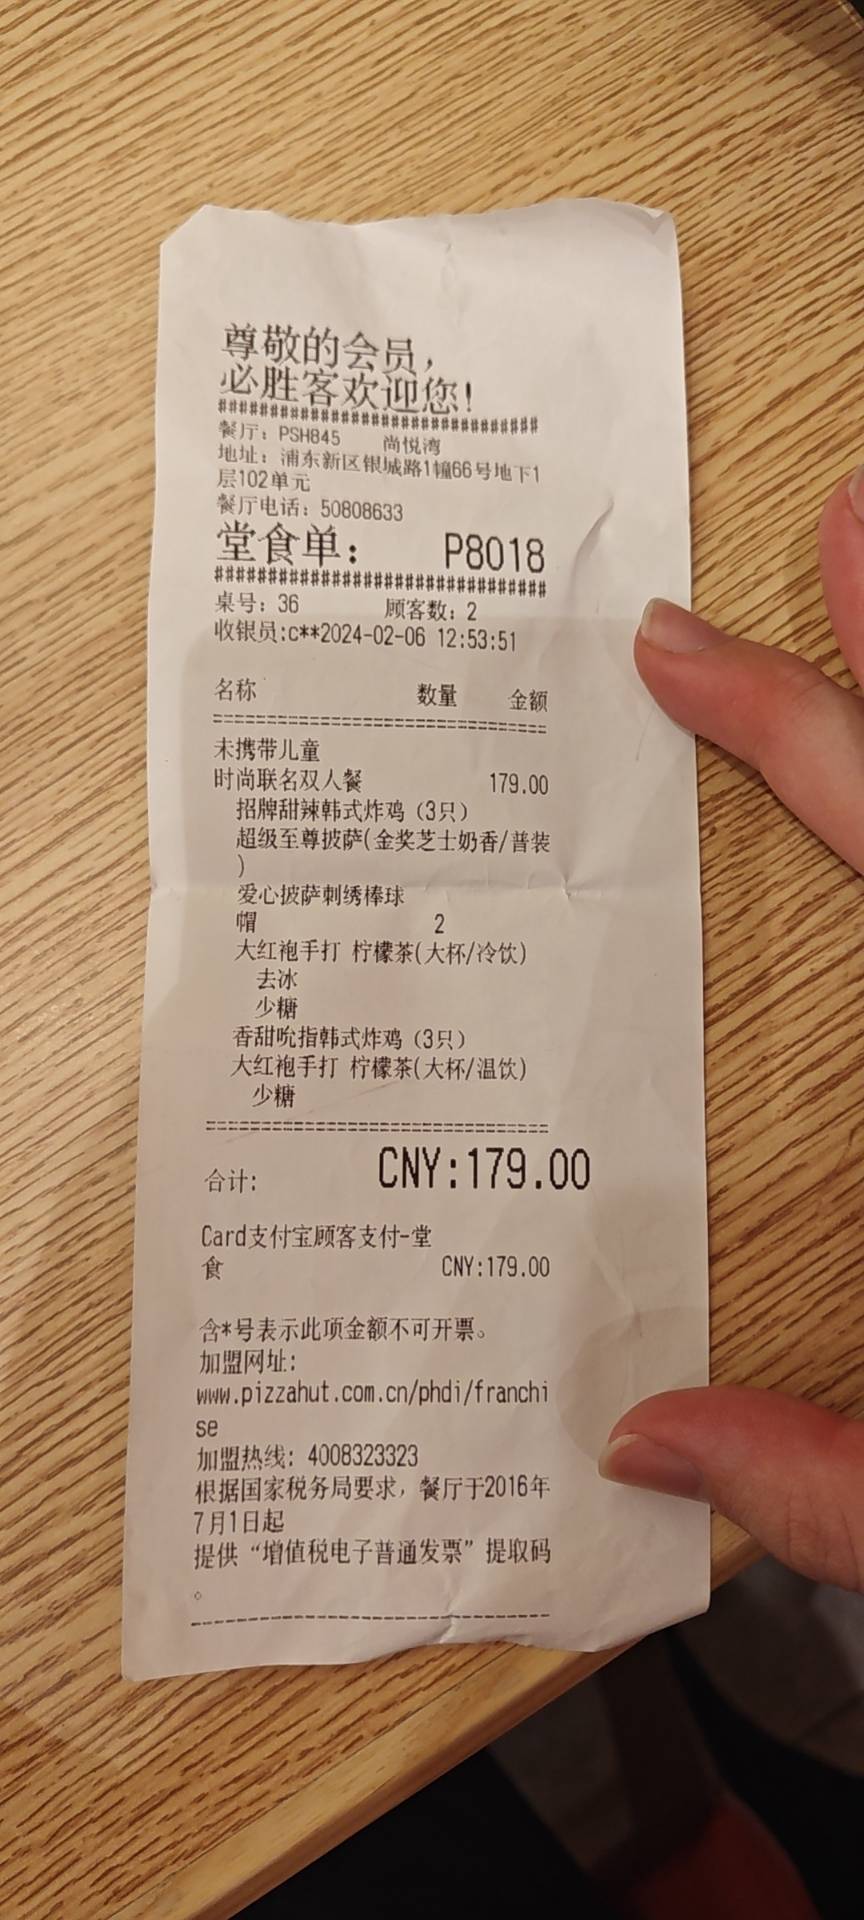 尊敬的会员，
必胜客欢迎您!
################################
餐厅: PSH845 尚悦湾
地址: 浦东新区银城路1幢66号地下1
层102单元
餐厅电话: 50808633
堂食单: P8018
################################
桌号: 36 顾客数: 2
收银员:c**2024-02-06 12:53:51
名称 数量 金额
================================
未携带儿童
时尚联名双人餐 179.00
招牌甜辣韩式炸鸡（3只）
超级至尊披萨(金奖芝士奶香/普装
)
爱心披萨刺绣棒球
帽 2
大红袍手打 柠檬茶(大杯/冷饮)
去冰
少糖
香甜吮指韩式炸鸡（3只）
大红袍手打 柠檬茶(大杯/温饮)
少糖
================================
合计: CNY:179.00
Card支付宝顾客支付-堂
食 CNY:179.00
含*号表示此项金额不可开票。
加盟网址:
www.pizzahut.com.cn/phdi/franchi
se
加盟热线: 4008323323
根据国家税务局要求，餐厅于2016年
7月1日起
提供“增值税电子普通发票”提取码
。
--------------------------------